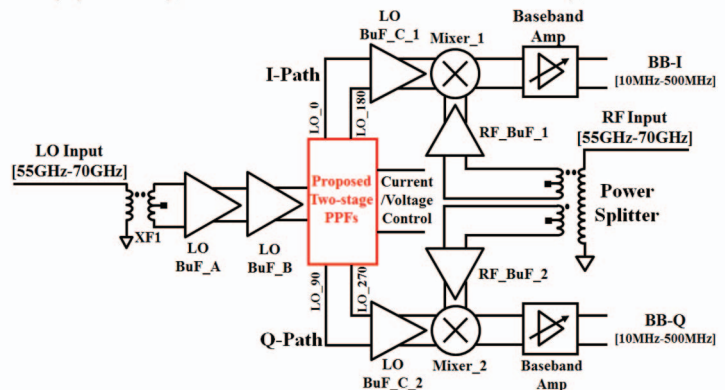 LO
BuF_C_1
Mixer_1
Baseband
Amp
I-Path
BB-I
[10MHz-500MHz]
LO_0
LO_180
RF_BuF_1
RF Input
[55GHz-70GHz]
LO Input
[55GHz-70GHz]
Proposed
Two-stage
PPFs
Current
/Voltage
Control
Power
Splitter
XF1
LO
BuF_A
LO
BuF_B
LO_90
LO_270
RF_BuF_2
Q-Path
BB-Q
[10MHz-500MHz]
LO
BuF_C_2
Mixer_2
Baseband
Amp